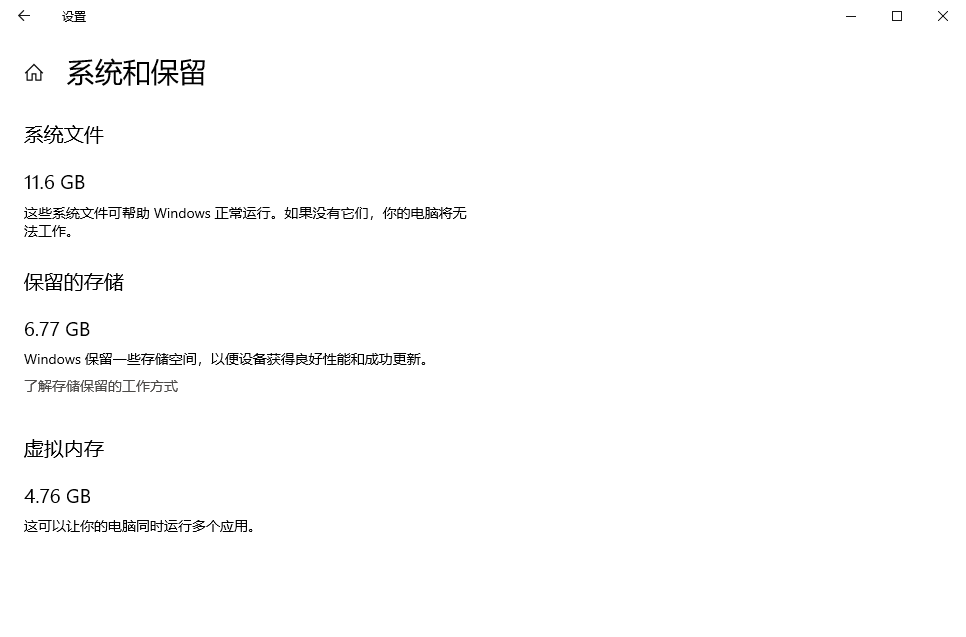 设置
系统和保留
系统文件
11.6 GB
这些系统文件可帮助 Windows 正常运行。如果没有它们，你的电脑将无
法工作。
保留的存储
6.77 GB
Windows 保留一些存储空间，以便设备获得良好性能和成功更新。
了解存储保留的工作方式
虚拟内存
4.76 GB
这可以让你的电脑同时运行多个应用。